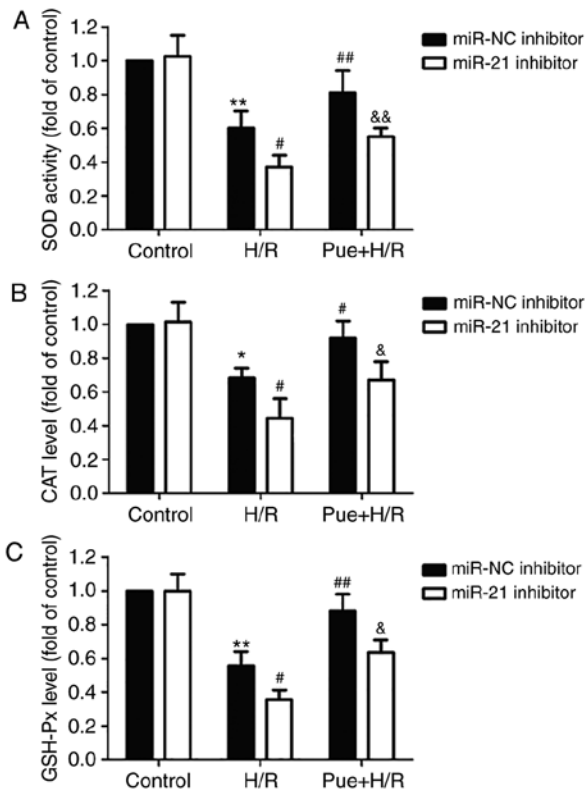 A
SOD activity (fold of control)
1.2
1.0
0.8
0.6
0.4
0.2
0.0
**
#
##
&&
Control
H/R
Pue+H/R
miR-NC inhibitor
miR-21 inhibitor
B
CAT level (fold of control)
1.2
1.0
0.8
0.6
0.4
0.2
0.0
*
#
#
&
Control
H/R
Pue+H/R
miR-NC inhibitor
miR-21 inhibitor
C
GSH-Px level (fold of control)
1.2
1.0
0.8
0.6
0.4
0.2
0.0
**
#
##
&
Control
H/R
Pue+H/R
miR-NC inhibitor
miR-21 inhibitor